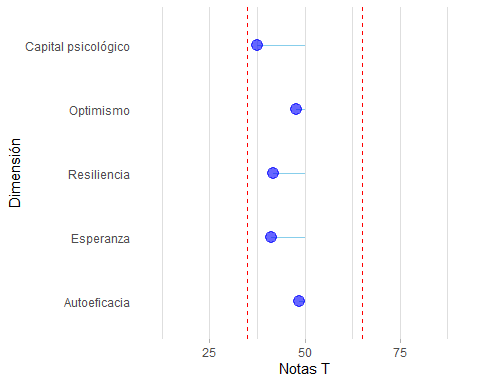 Capital psicológico
Optimismo
Resiliencia
Esperanza
Autoeficacia
Dimensión
25 50 75
Notas T